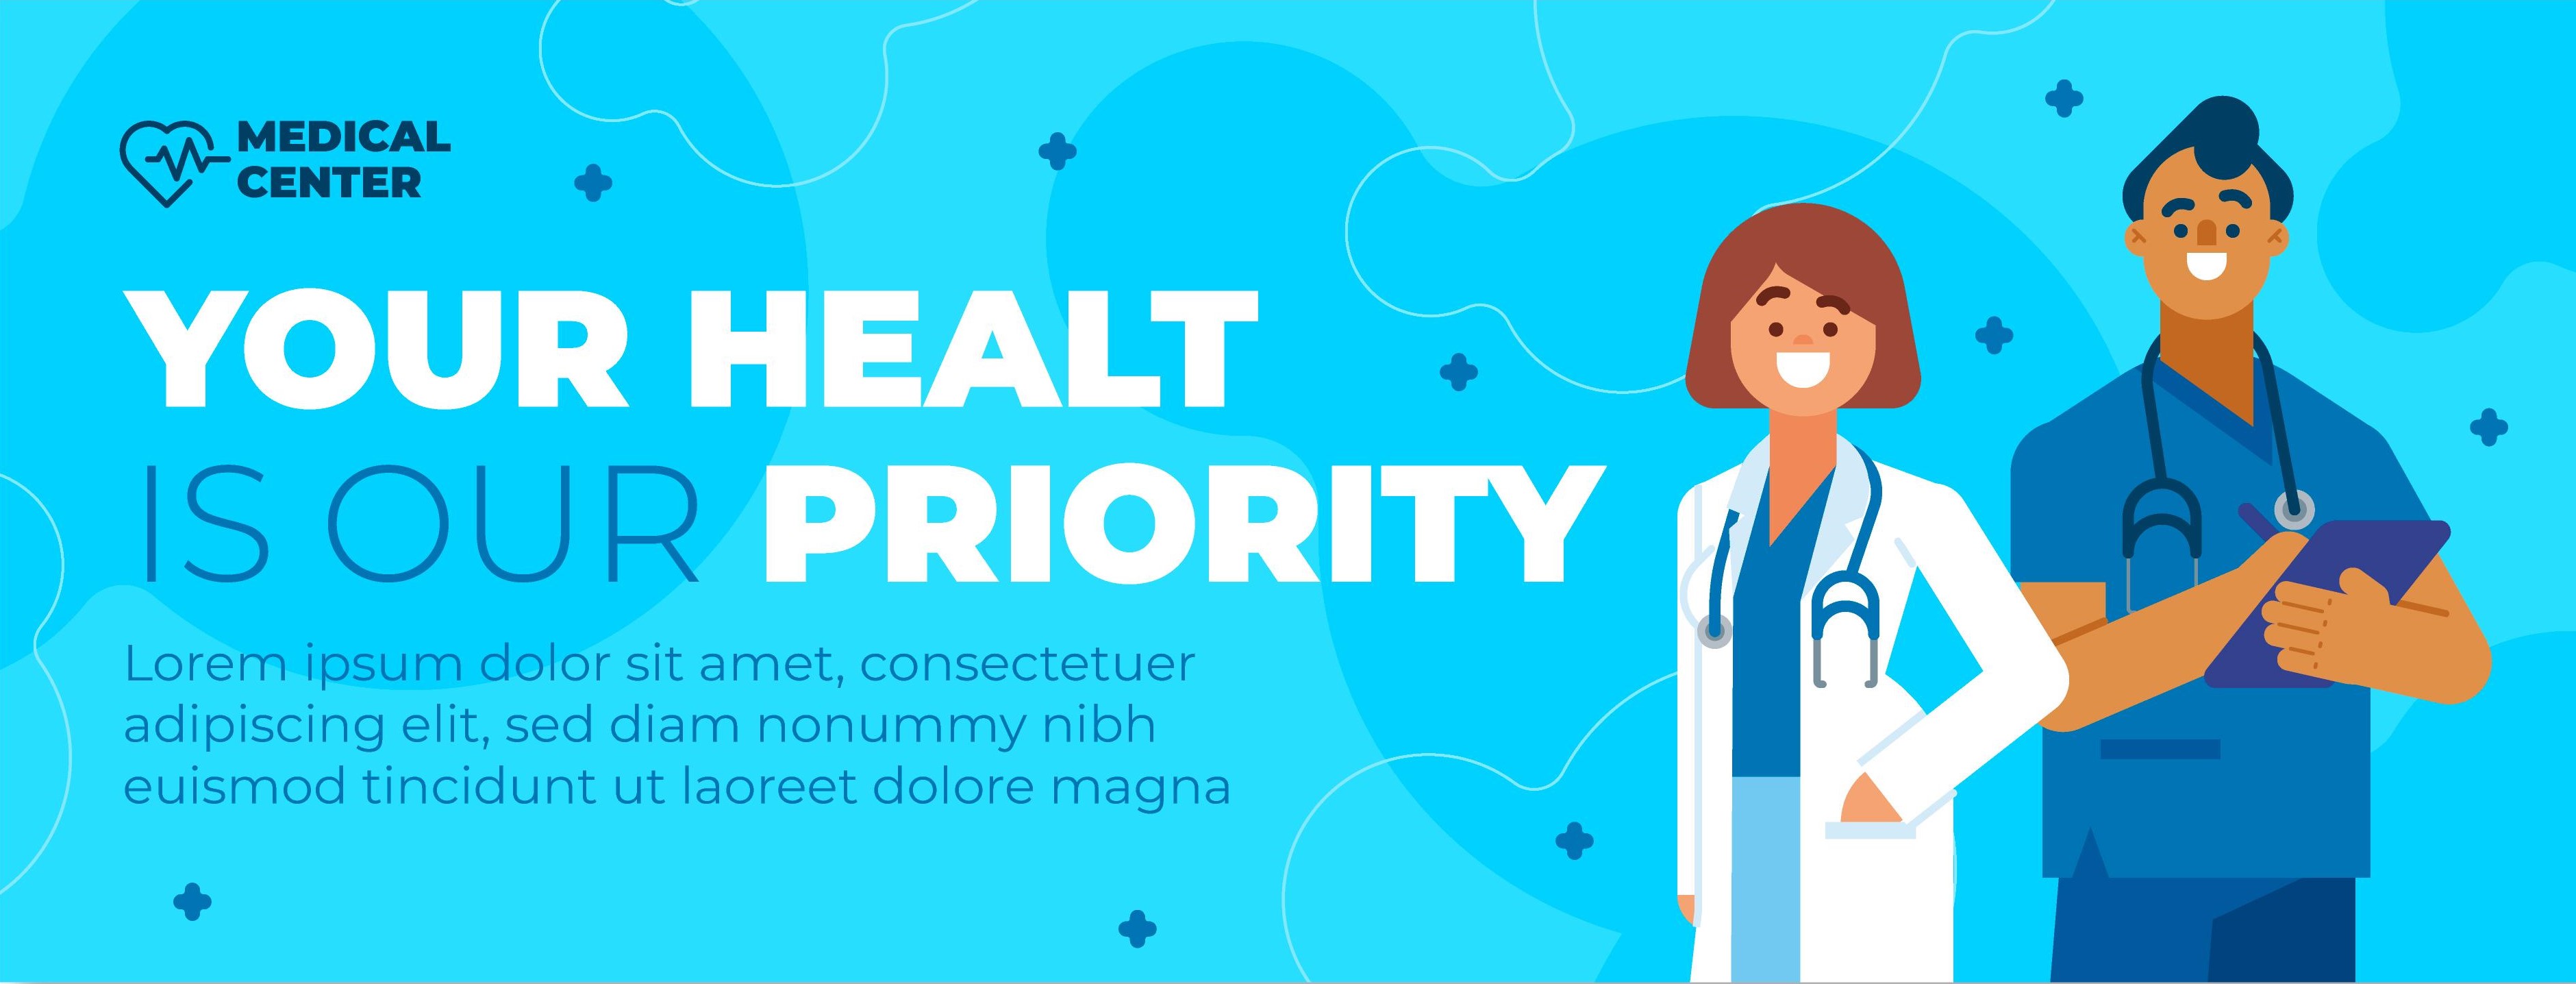 MEDICAL
CENTER
YOUR HEALT
IS OUR PRIORITY
Lorem ipsum dolor sit amet, consectetuer
adipiscing elit, sed diam nonummy nibh
euismod tincidunt ut laoreet dolore magna